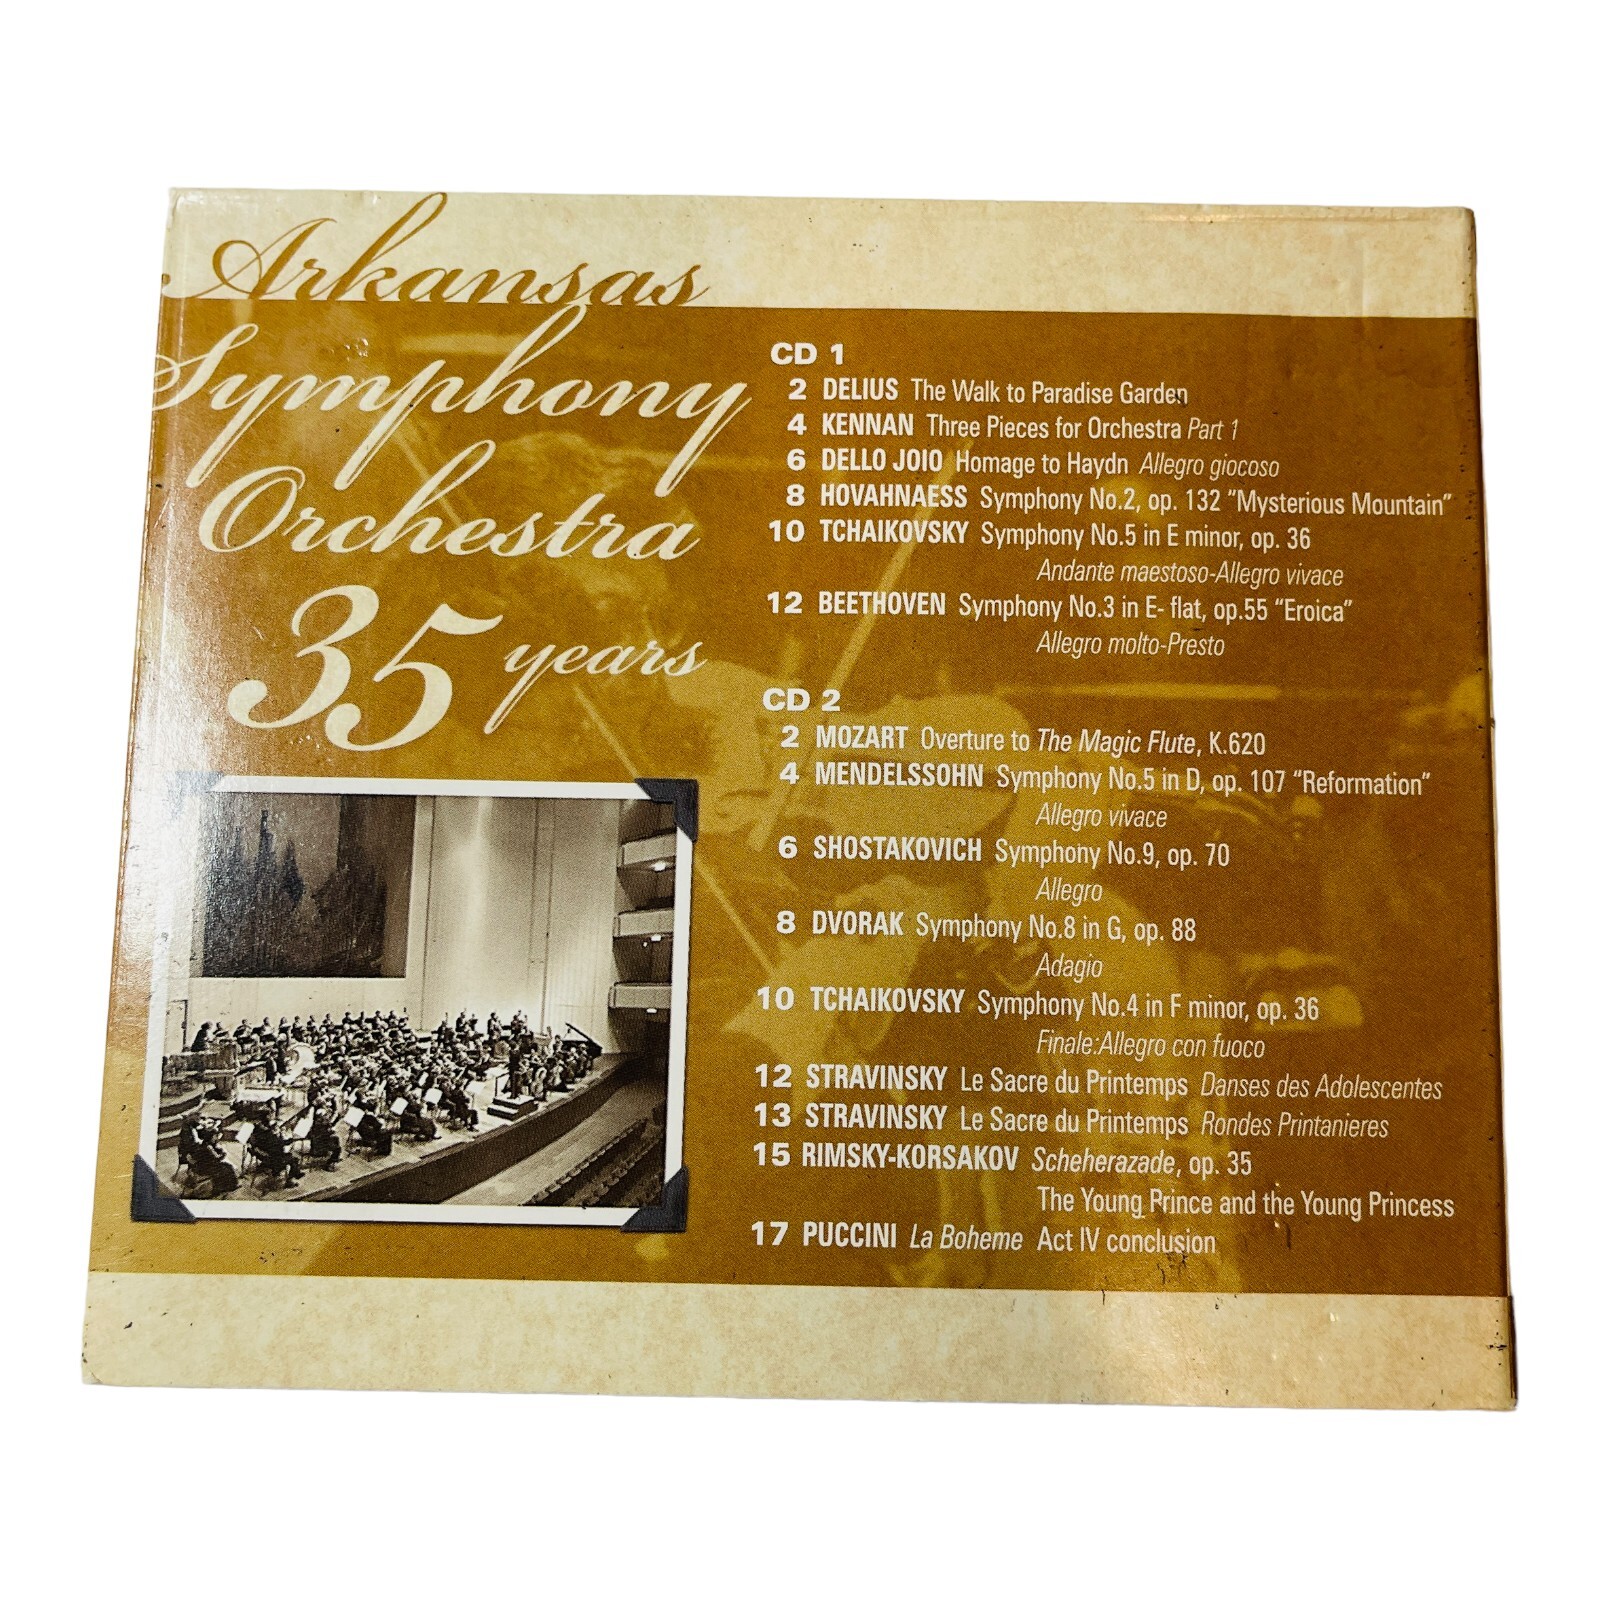 Arkansas
Symphony
Orchestra
35 years
CD 1
2 DELIUS The Walk to Paradise Garden
4 KENNAN Three Pieces for Orchestra Part 1
6 DELLO JOIO Homage to Haydn Allegro giocoso
8 HOVAHNAESS Symphony No.2, op. 132 "Mysterious Mountain"
10 TCHAIKOVSKY Symphony No.5 in E minor, op. 36
Andante maestoso-Allegro vivace
12 BEETHOVEN Symphony No.3 in E- flat, op.55 "Eroica"
Allegro molto-Presto
CD 2
2 MOZART Overture to The Magic Flute, K.620
4 MENDELSSOHN Symphony No.5 in D, op. 107 "Reformation"
Allegro vivace
6 SHOSTAKOVICH Symphony No.9, op. 70
Allegro
8 DVORAK Symphony No.8 in G, op. 88
Adagio
10 TCHAIKOVSKY Symphony No.4 in F minor, op. 36
Finale:Allegro con fuoco
12 STRAVINSKY Le Sacre du Printemps Danses des Adolescentes
13 STRAVINSKY Le Sacre du Printemps Rondes Printanieres
15 RIMSKY-KORSAKOV Scheherazade, op. 35
The Young Prince and the Young Princess
17 PUCCINI La Boheme Act IV conclusion